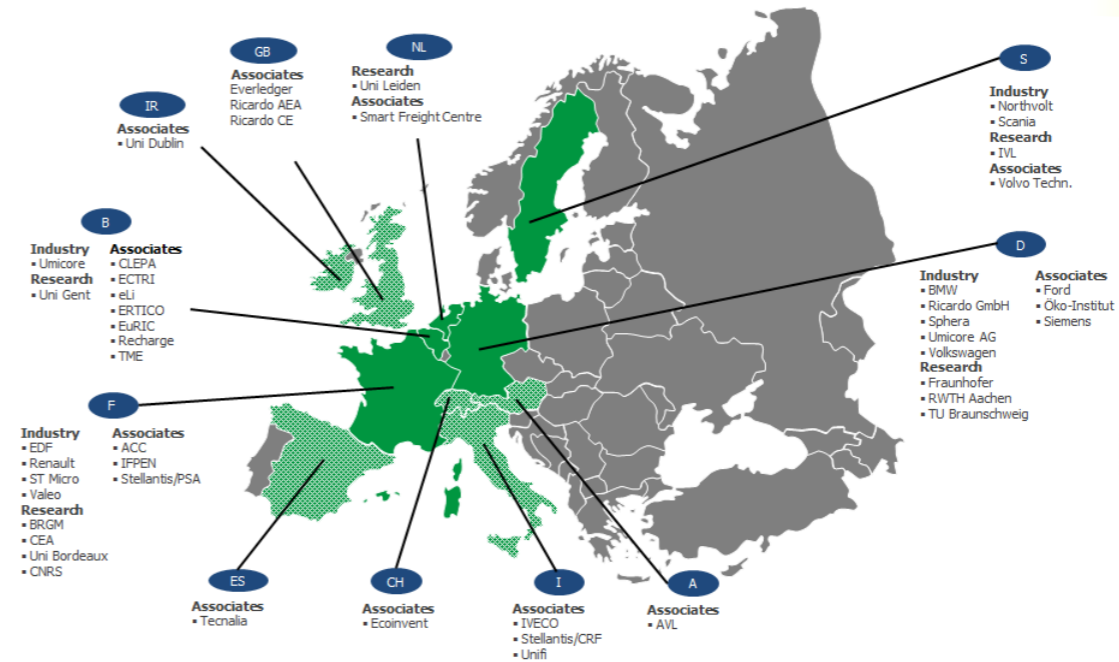 GB
Associates
Everledger
Ricardo AEA
Ricardo CE
NL
Research
▪ Uni Leiden
Associates
▪ Smart Freight Centre
S
Industry
▪ Northvolt
▪ Scania
Research
▪ IVL
Associates
▪ Volvo Techn.
IR
Associates
▪ Uni Dublin
B
Industry
▪ Umicore
Research
▪ Uni Gent
Associates
▪ CLEPA
▪ ECTRI
▪ eLi
▪ ERTICO
▪ EuRIC
▪ Recharge
▪ TME
D
Industry
▪ BMW
▪ Ricardo GmbH
▪ Sphera
▪ Umicore AG
▪ Volkswagen
Research
▪ Fraunhofer
▪ RWTH Aachen
▪ TU Braunschweig
Associates
▪ Ford
▪ Öko-Institut
▪ Siemens
F
Industry
▪ EDF
▪ Renault
▪ ST Micro
▪ Valeo
Research
▪ BRGM
▪ CEA
▪ Uni Bordeaux
▪ CNRS
Associates
▪ ACC
▪ IFPEN
▪ Stellantis/PSA
ES
Associates
▪ Tecnalia
CH
Associates
▪ Ecoinvent
I
Associates
▪ IVECO
▪ Stellantis/CRF
▪ Unifi
A
Associates
▪ AVL